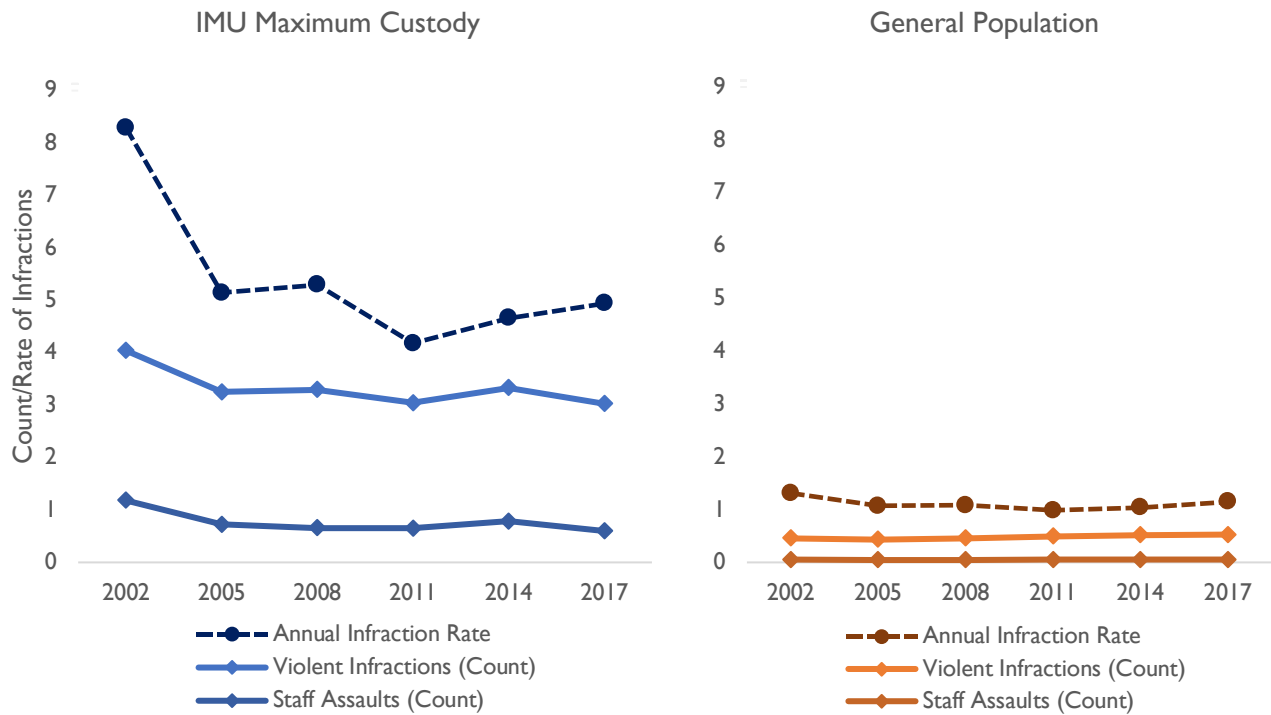 IMU Maximum Custody
Count/Rate of Infractions
9
8
7
6
5
4
3
2
1
0
2002 2005 2008 2011 2014 2017
Annual Infraction Rate
Violent Infractions (Count)
Staff Assaults (Count)
General Population
9
8
7
6
5
4
3
2
1
0
2002 2005 2008 2011 2014 2017
Annual Infraction Rate
Violent Infractions (Count)
Staff Assaults (Count)